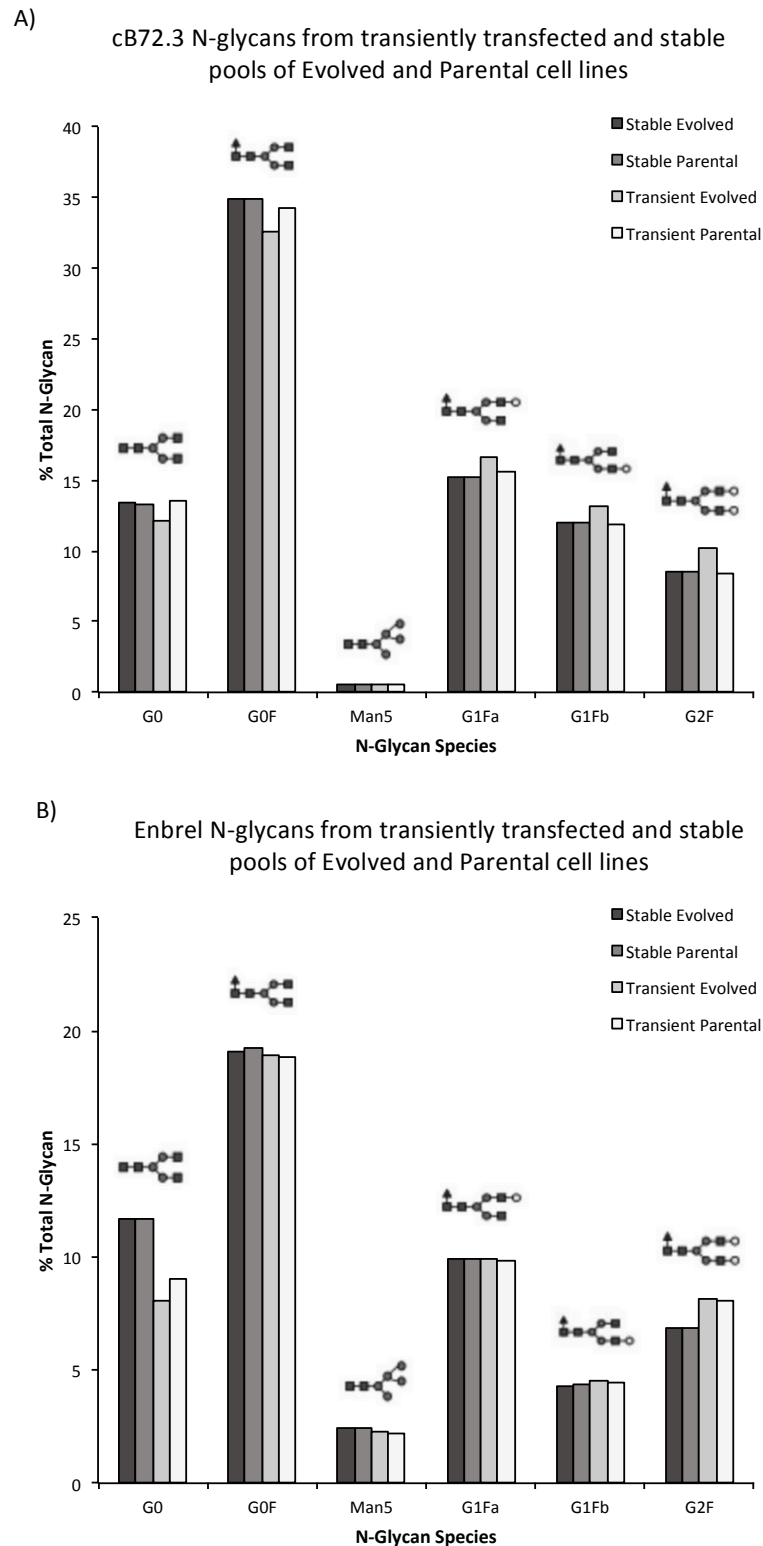 A)
cB72.3 N-glycans from transiently transfected and stable
pools of Evolved and Parental cell lines
Stable Evolved
Stable Parental
Transient Evolved
Transient Parental
% Total N-Glycan
40
35
30
25
20
15
10
5
0
G0
G0F
Man5
G1Fa
G1Fb
G2F
N-Glycan Species
B)
Enbrel N-glycans from transiently transfected and stable
pools of Evolved and Parental cell lines
Stable Evolved
Stable Parental
Transient Evolved
Transient Parental
% Total N-Glycan
25
20
15
10
5
0
G0
G0F
Man5
G1Fa
G1Fb
G2F
N-Glycan Species